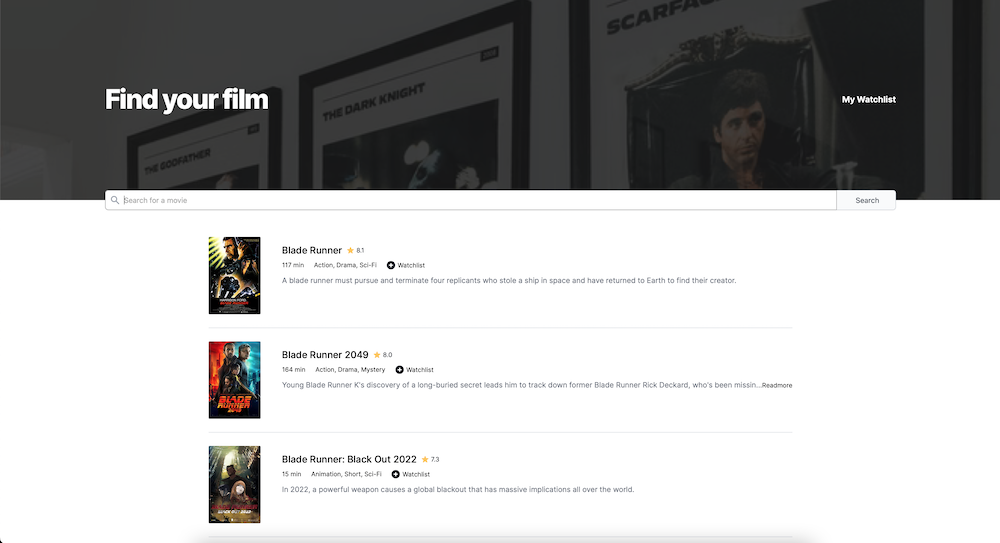 SCARFACE
THE DARK KNIGHT
THE GODFATHER
Find your film
My Watchlist
Search for a movie
Search
Blade Runner 8.1
117 min Action, Drama, Sci-Fi Watchlist
A blade runner must pursue and terminate four replicants who stole a ship in space and have returned to Earth to find their creator.
Blade Runner 2049 8.0
164 min Action, Drama, Mystery Watchlist
Young Blade Runner K's discovery of a long-buried secret leads him to track down former Blade Runner Rick Deckard, who's been missin...Readmore
BLADE
RUNNER
2049
Blade Runner: Black Out 2022 7.3
15 min Animation, Short, Sci-Fi Watchlist
In 2022, a powerful weapon causes a global blackout that has massive implications all over the world.